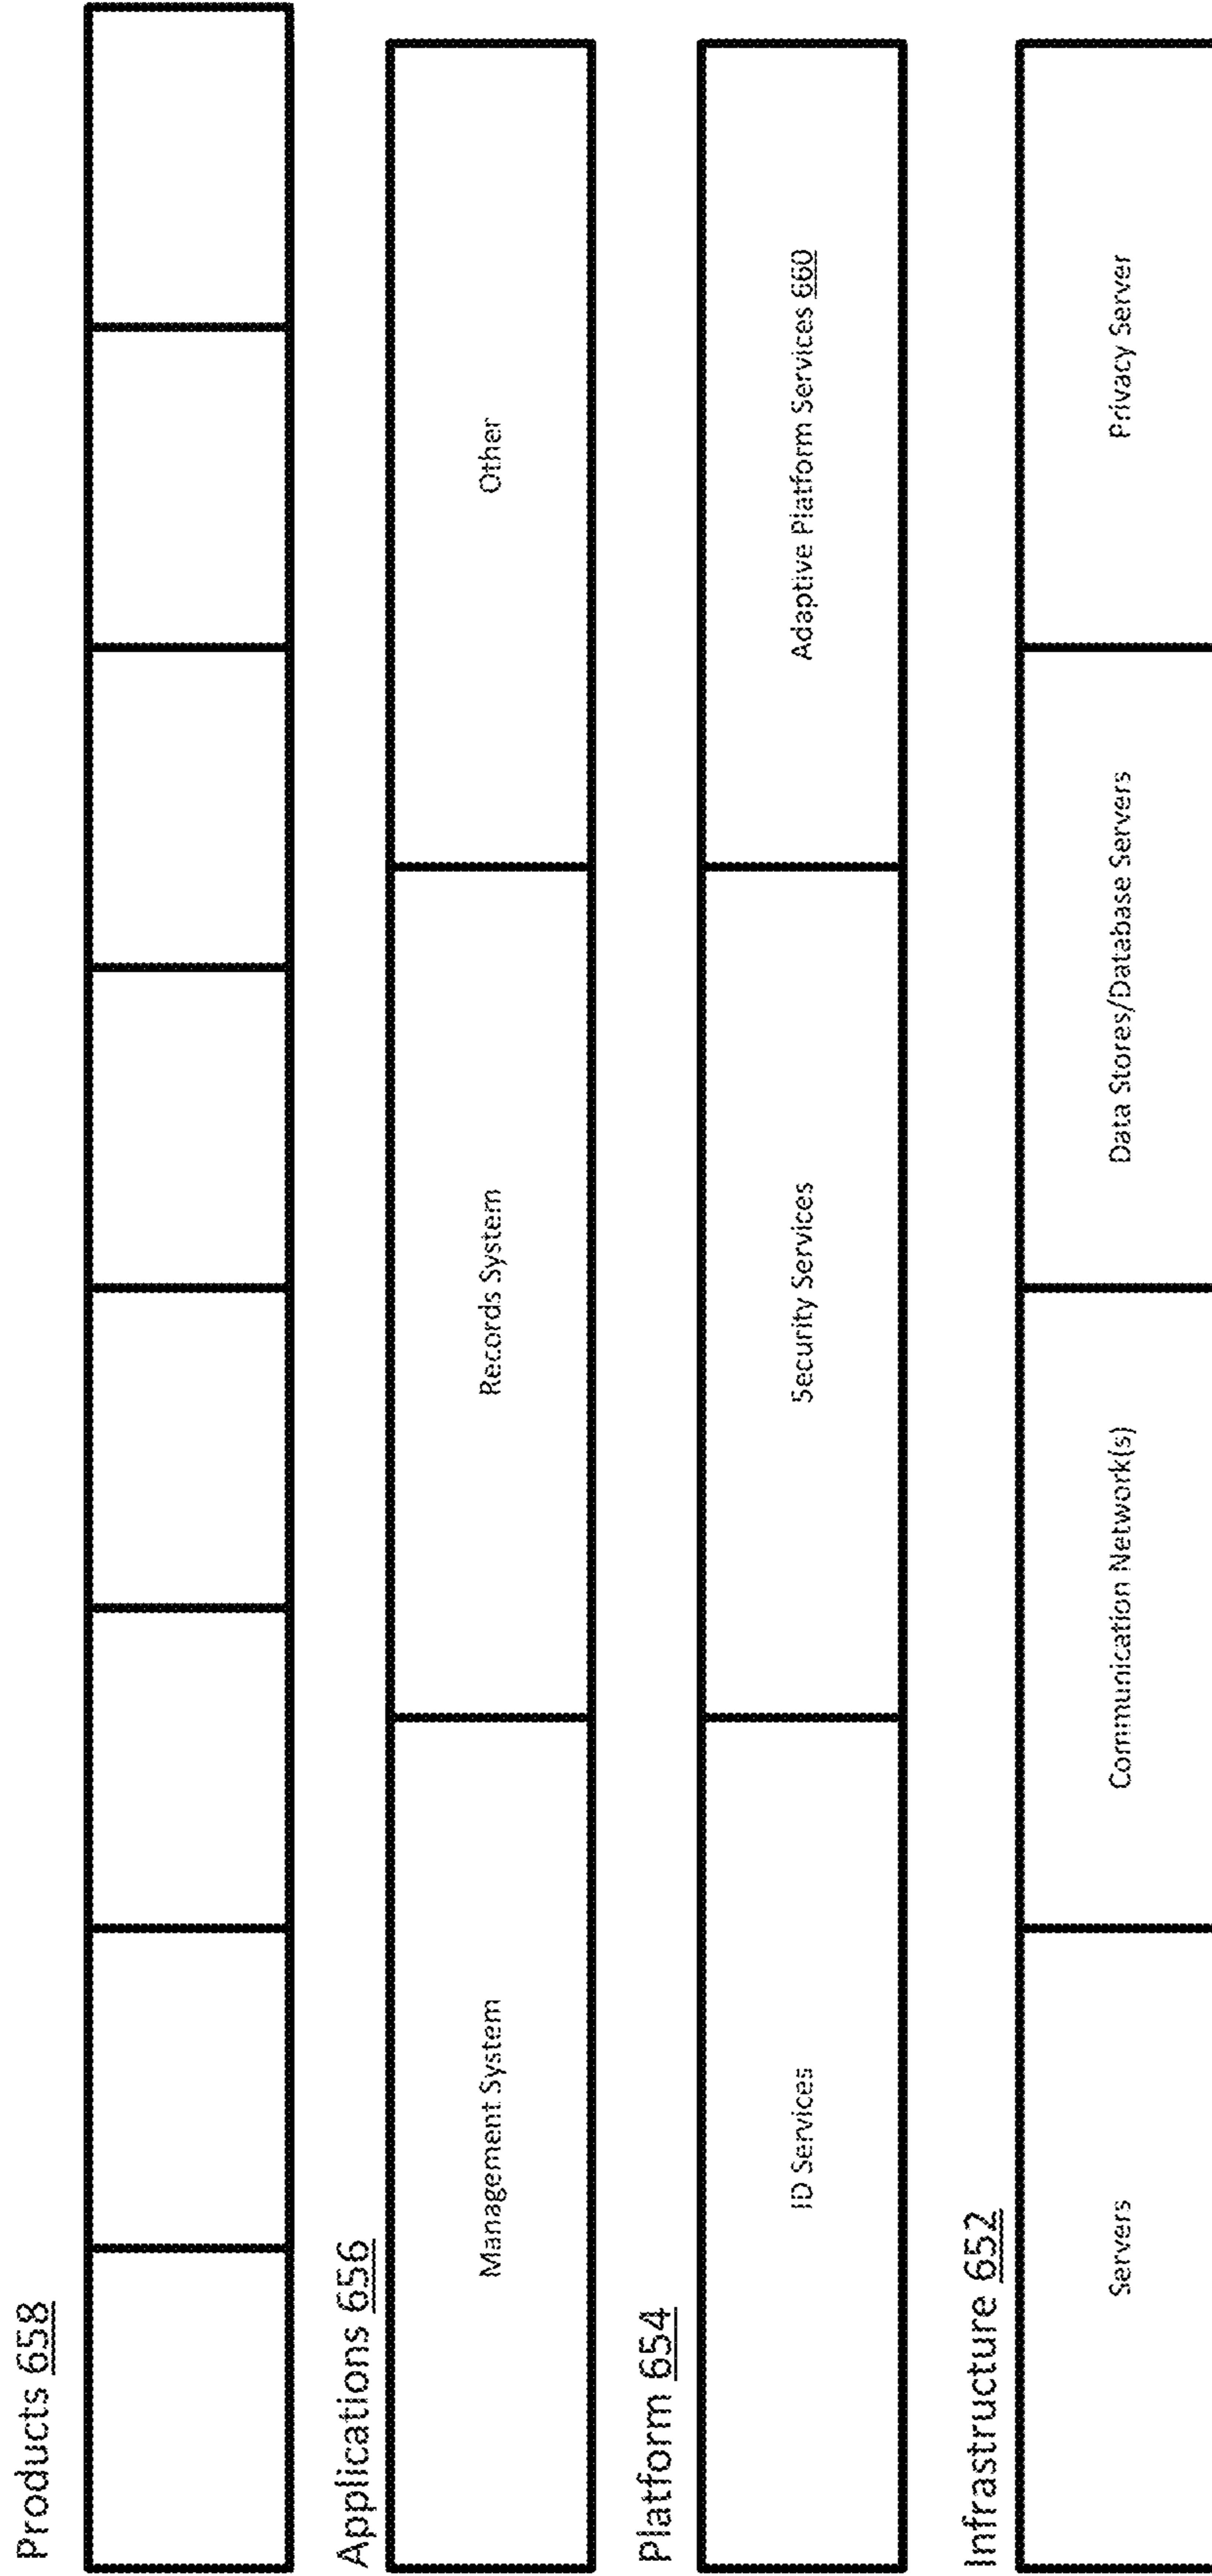 Products 658
Applications 656
Management System
Records System
Other
Platform 654
ID Services
Security Services
Adaptive Platform Services 660
Infrastructure 652
Servers
Communication Network(s)
Data Stores/Database Servers
Privacy Server